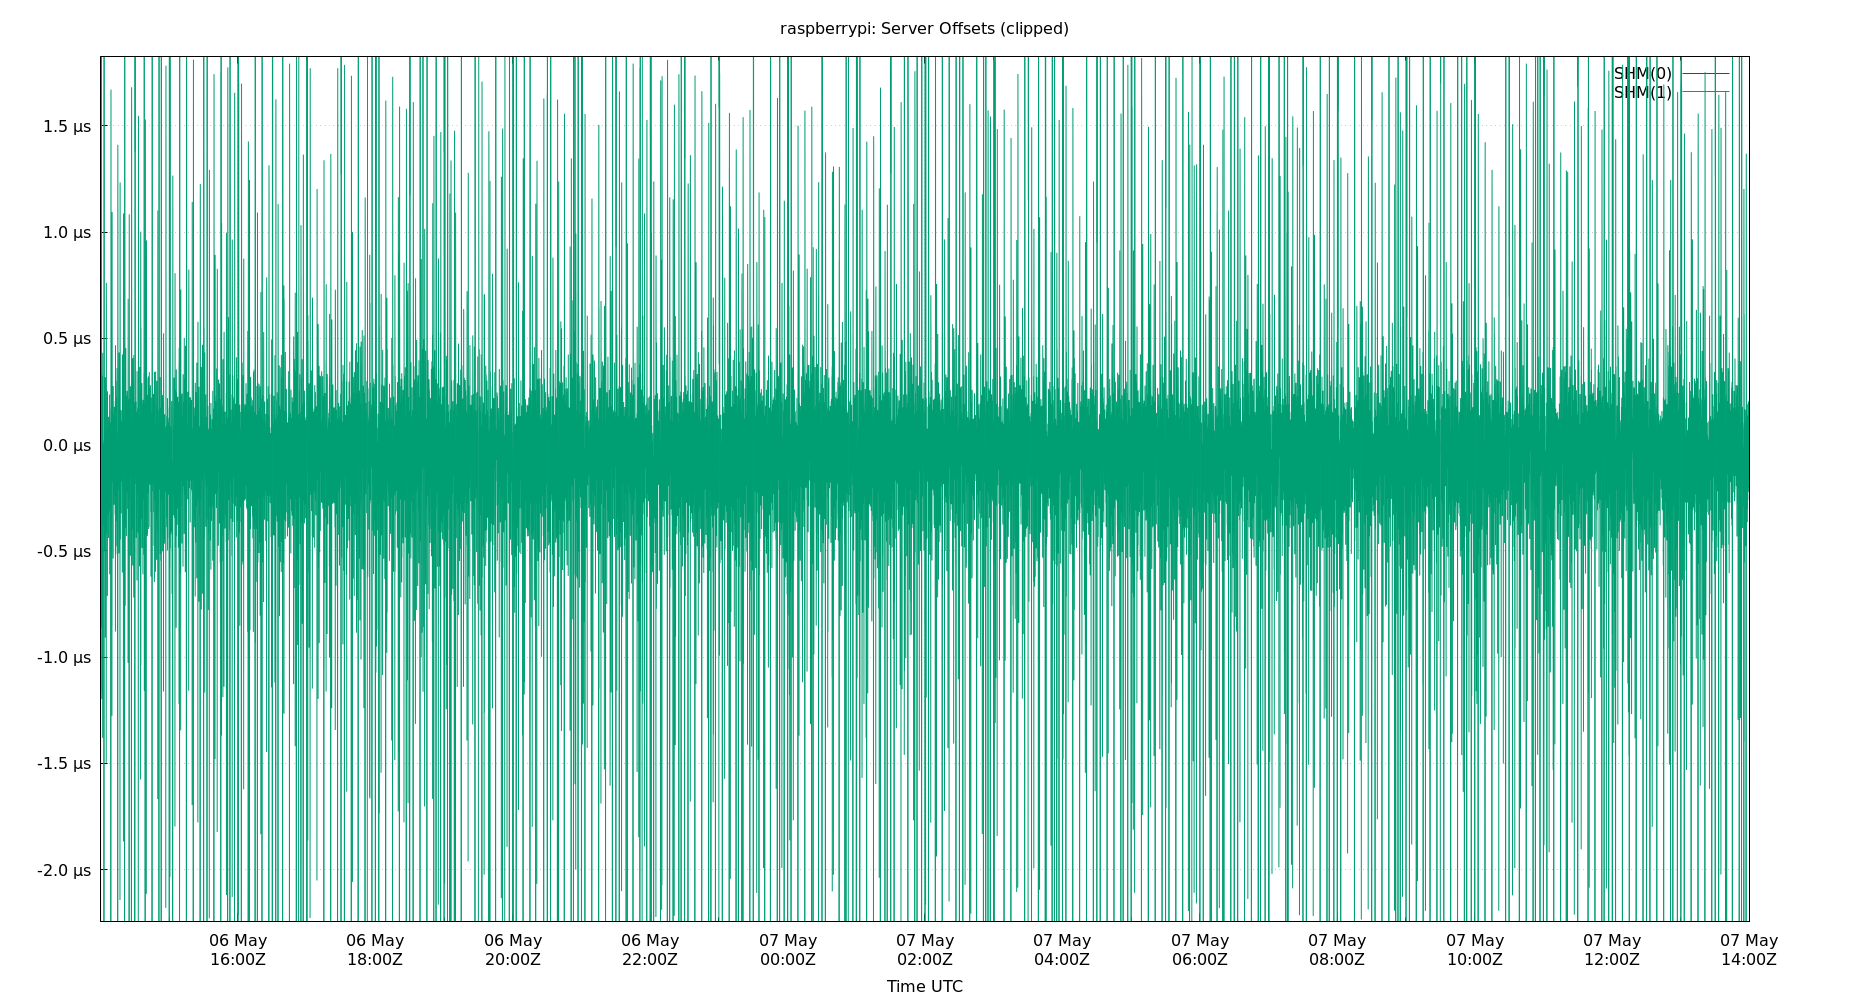 raspberrypi: Server Offsets (clipped)
SHM(0)
SHM(1)
1.5 µs
1.0 µs
0.5 µs
0.0 µs
-0.5 µs
-1.0 µs
-1.5 µs
-2.0 µs
06 May 06 May 06 May 06 May 07 May 07 May 07 May 07 May 07 May 07 May 07 May 07 May
16:00Z 18:00Z 20:00Z 22:00Z 00:00Z 02:00Z 04:00Z 06:00Z 08:00Z 10:00Z 12:00Z 14:00Z
Time UTC